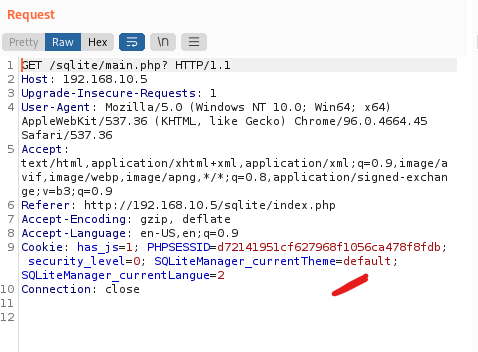 Request
Pretty Raw Hex \n
1 GET /sqlite/main.php? HTTP/1.1
2 Host: 192.168.10.5
3 Upgrade-Insecure-Requests: 1
4 User-Agent: Mozilla/5.0 (Windows NT 10.0; Win64; x64)
AppleWebKit/537.36 (KHTML, like Gecko) Chrome/96.0.4664.45
Safari/537.36
5 Accept:
text/html,application/xhtml+xml,application/xml;q=0.9,image/a
vif,image/webp,image/apng,*/*;q=0.8,application/signed-exchan
ge;v=b3;q=0.9
6 Referer: http://192.168.10.5/sqlite/index.php
7 Accept-Encoding: gzip, deflate
8 Accept-Language: en-US,en;q=0.9
9 Cookie: has_js=1; PHPSESSID=d72141951cf627968f1056ca478f8fdb;
security_level=0; SQLiteManager_currentTheme=default;
SQLiteManager_currentLangue=2
10 Connection: close
11
12